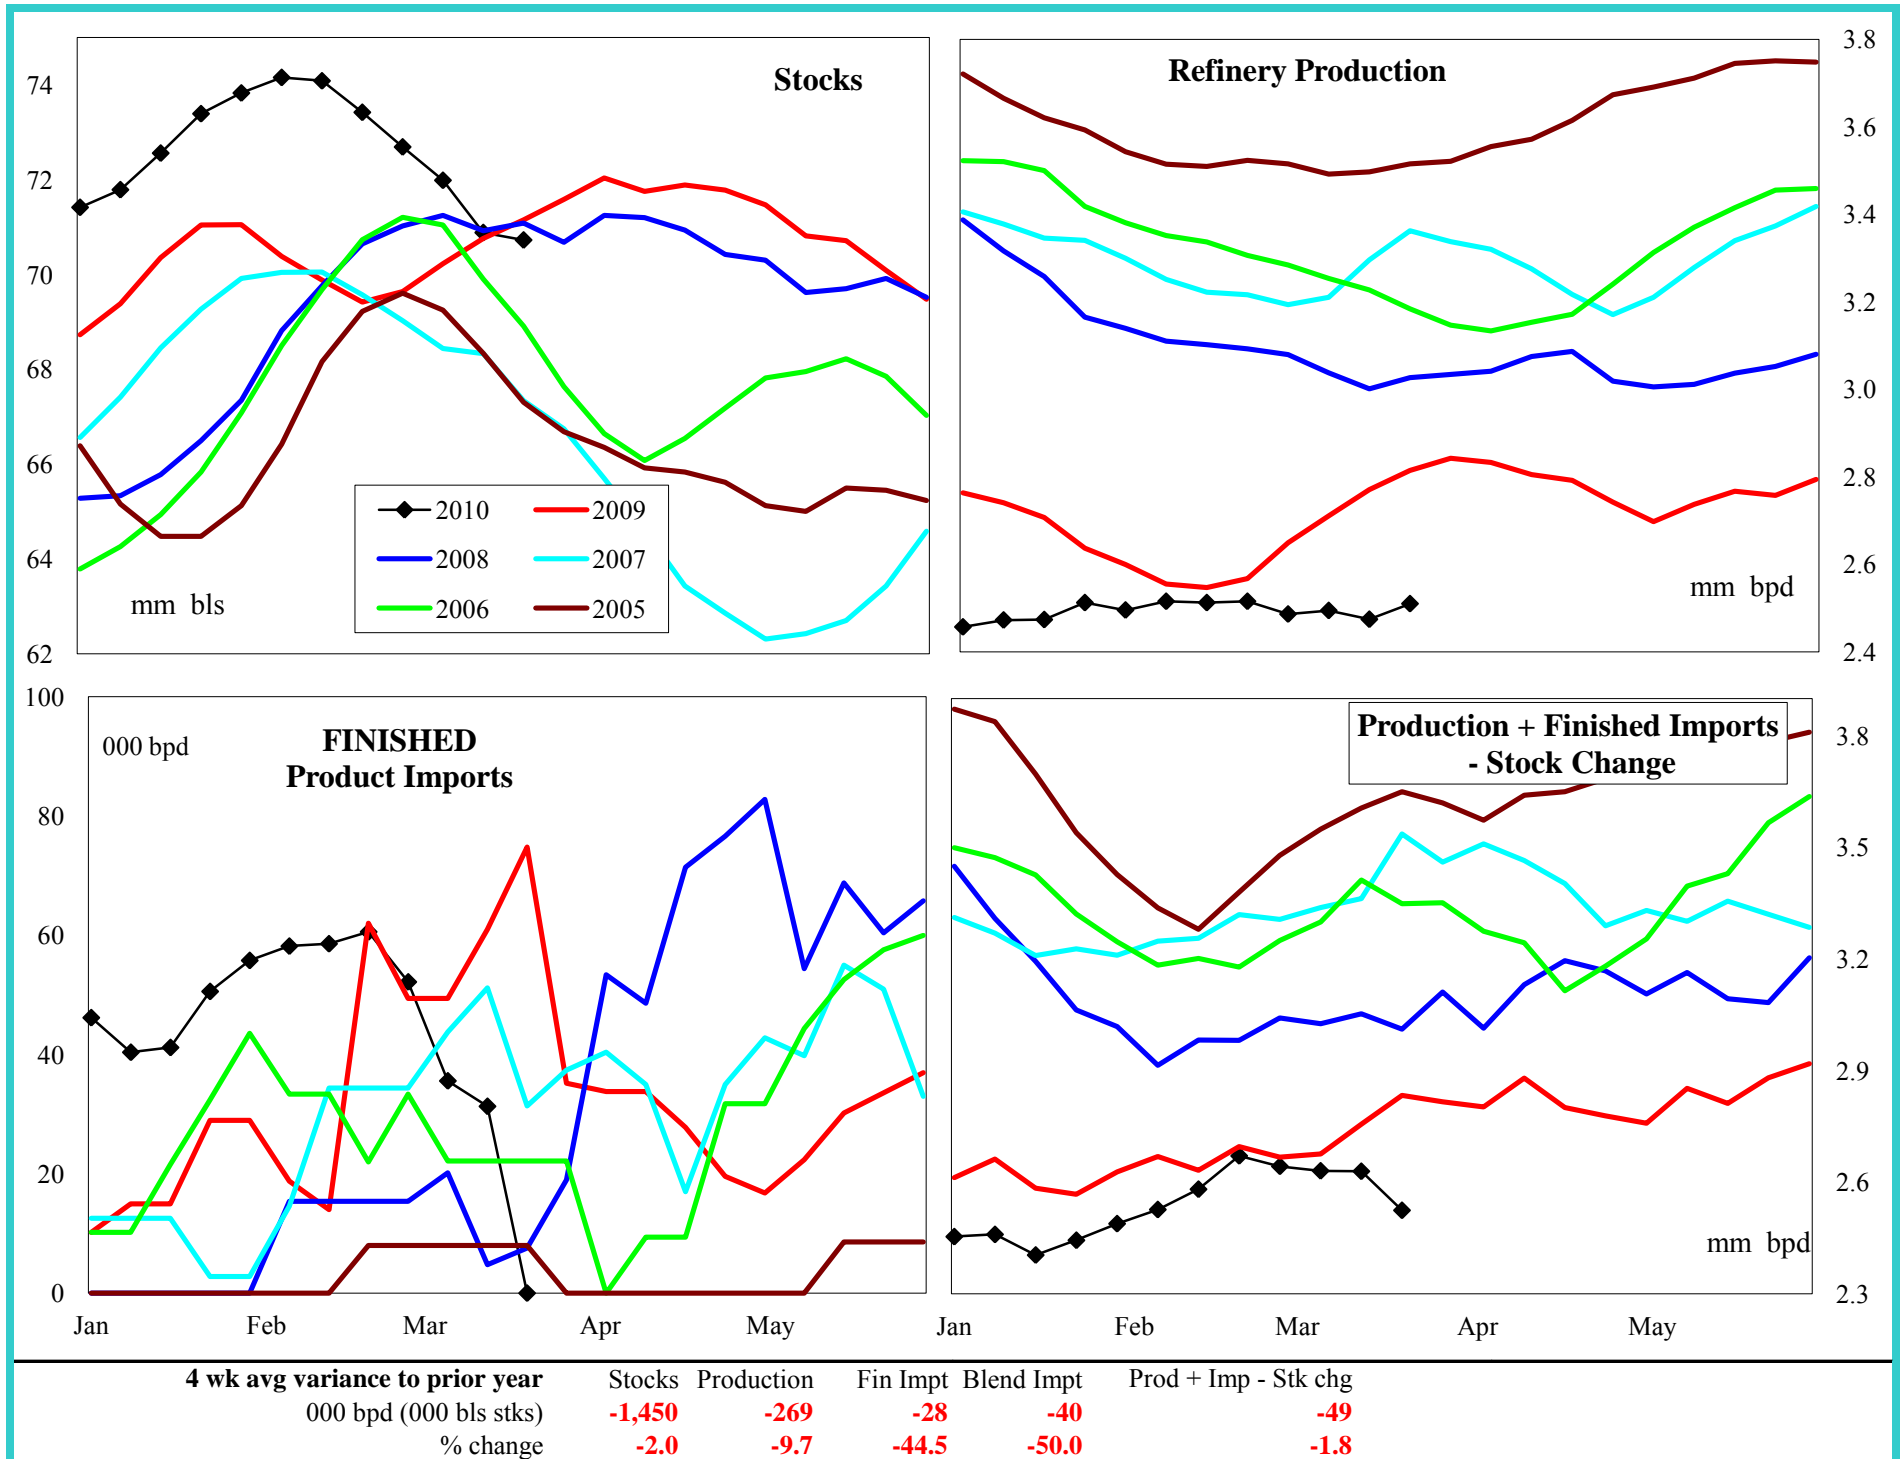 Stocks
74
72
70
68
66
64
62
mm bls
2010 2009
2008 2007
2006 2005
Refinery Production
3.8
3.6
3.4
3.2
3.0
2.8
2.6
2.4
mm bpd
FINISHED
Product Imports
000 bpd
100
80
60
40
20
0
Jan Feb Mar Apr May
Production + Finished Imports
- Stock Change
3.8
3.5
3.2
2.9
2.6
2.3
mm bpd
Jan Feb Mar Apr May
4 wk avg variance to prior year Stocks Production Fin Impt Blend Impt Prod + Imp - Stk chg
000 bpd (000 bls stks) -1,450 -269 -28 -40 -49
% change -2.0 -9.7 -44.5 -50.0 -1.8